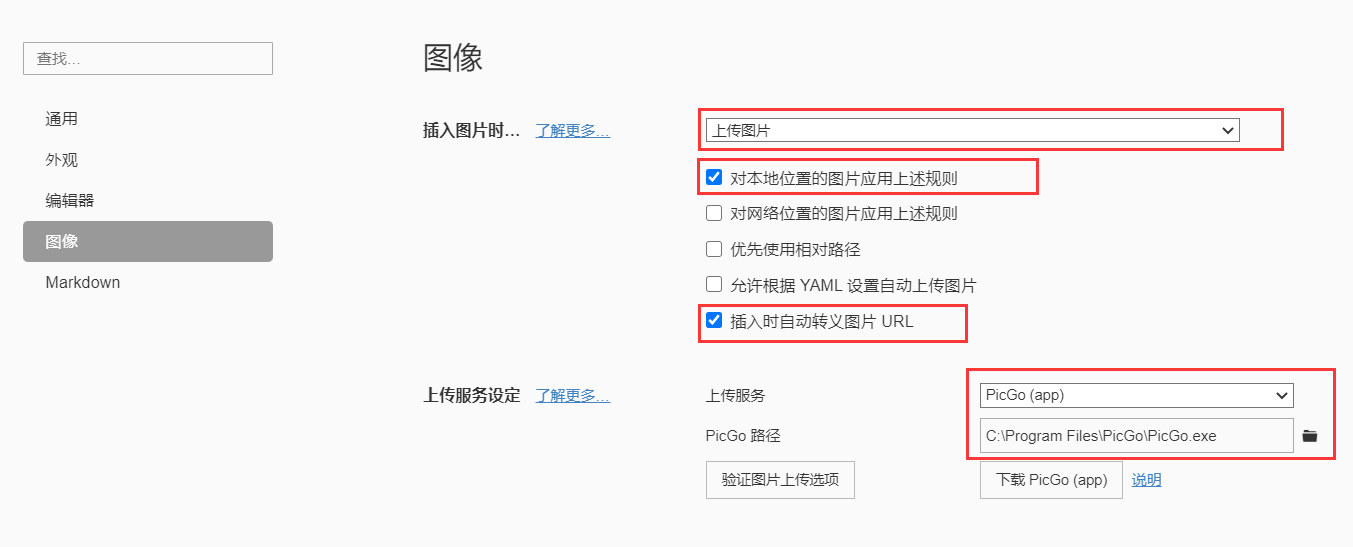 查找...
通用
外观
编辑器
图像
Markdown
图像
插入图片时... 了解更多...
上传图片
对本地位置的图片应用上述规则
对网络位置的图片应用上述规则
优先使用相对路径
允许根据 YAML 设置自动上传图片
插入时自动转义图片 URL
上传服务设定 了解更多...
上传服务 PicGo (app)
PicGo 路径 C:\Program Files\PicGo\PicGo.exe
验证图片上传选项 下载 PicGo (app) 说明